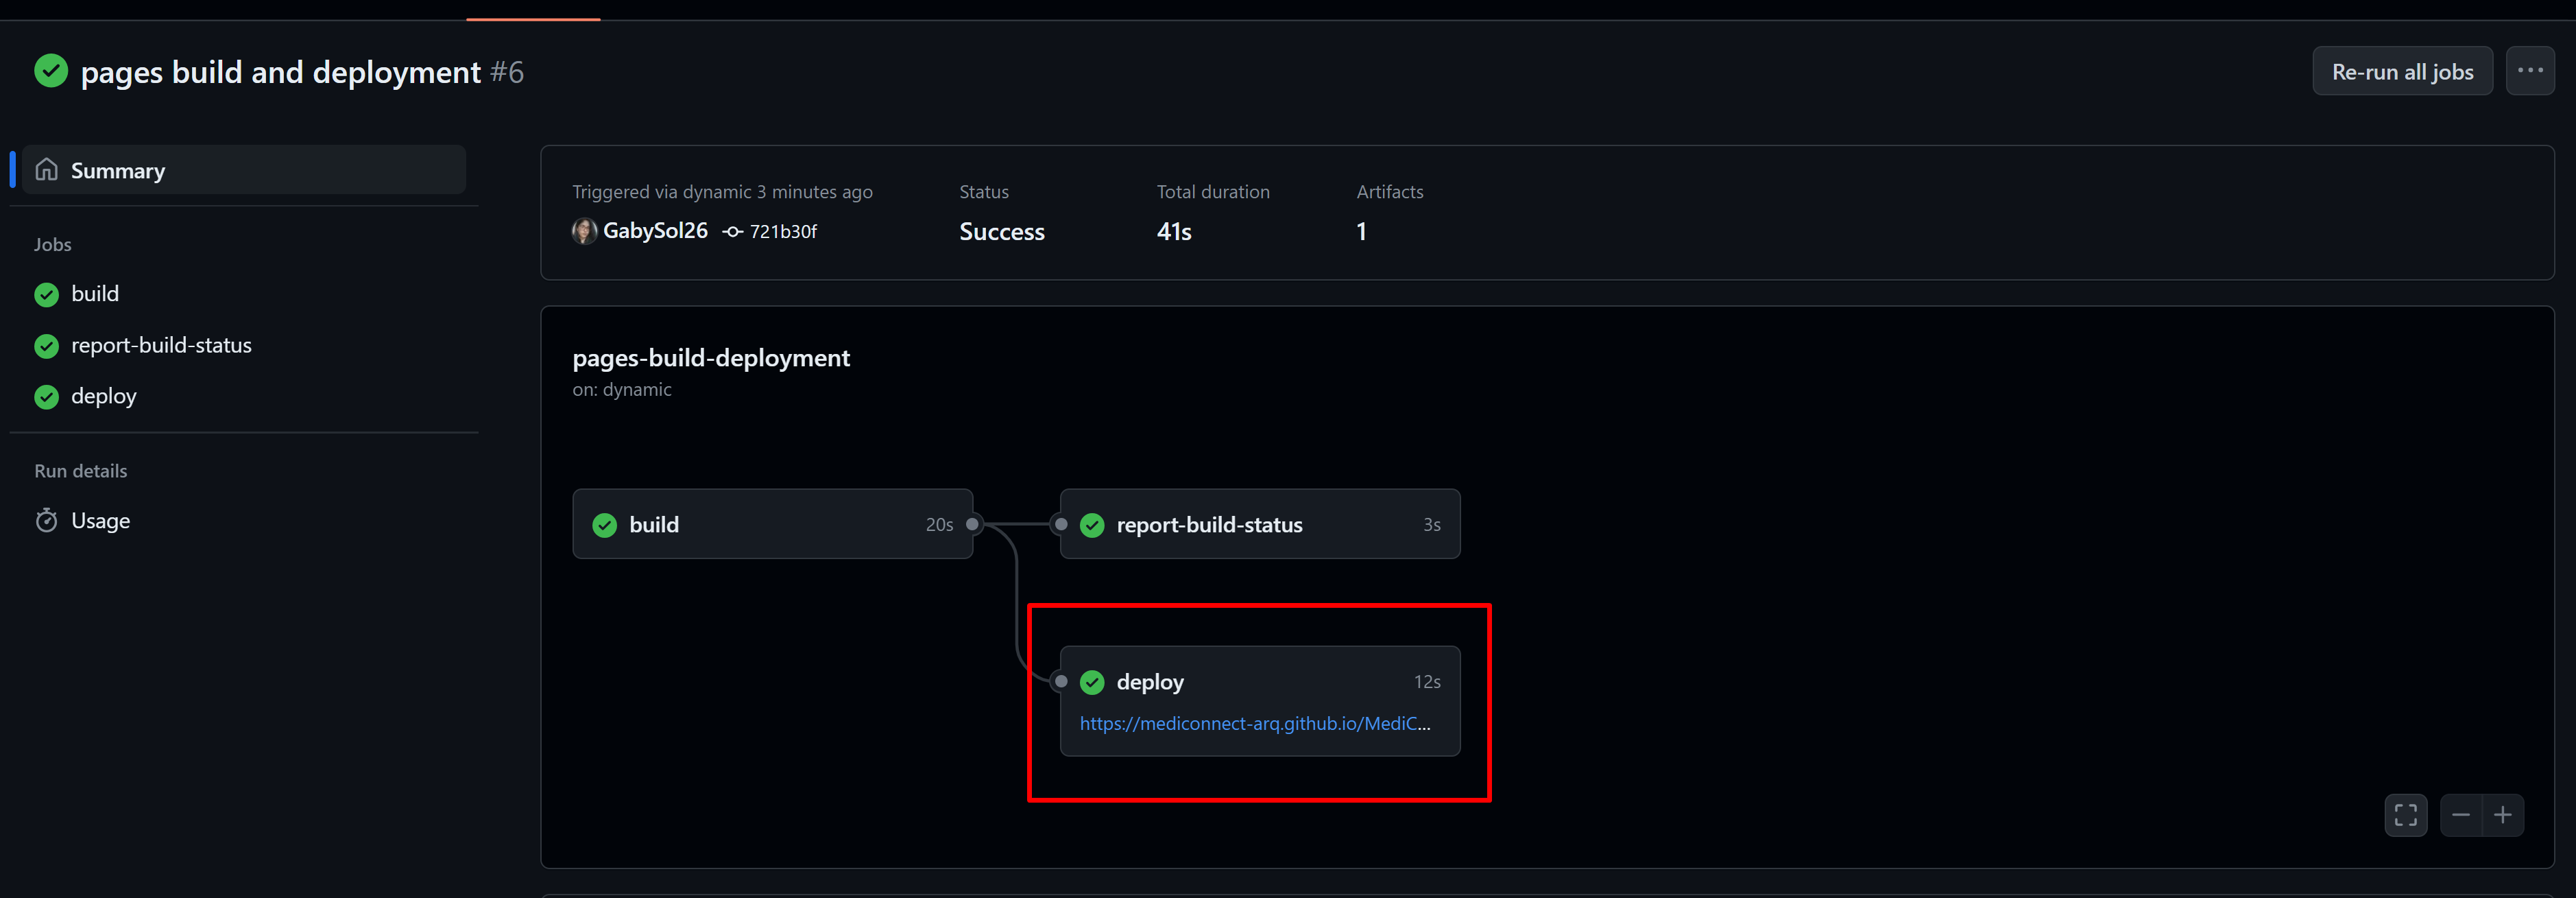 pages build and deployment #6
Re-run all jobs
Summary
Jobs
build
report-build-status
deploy
Run details
Usage
Triggered via dynamic 3 minutes ago
GabySol26 721b30f
Status
Success
Total duration
41s
Artifacts
1
pages-build-deployment
on: dynamic
build 20s
report-build-status 3s
deploy 12s
https://mediconnect-arq.github.io/MediC...